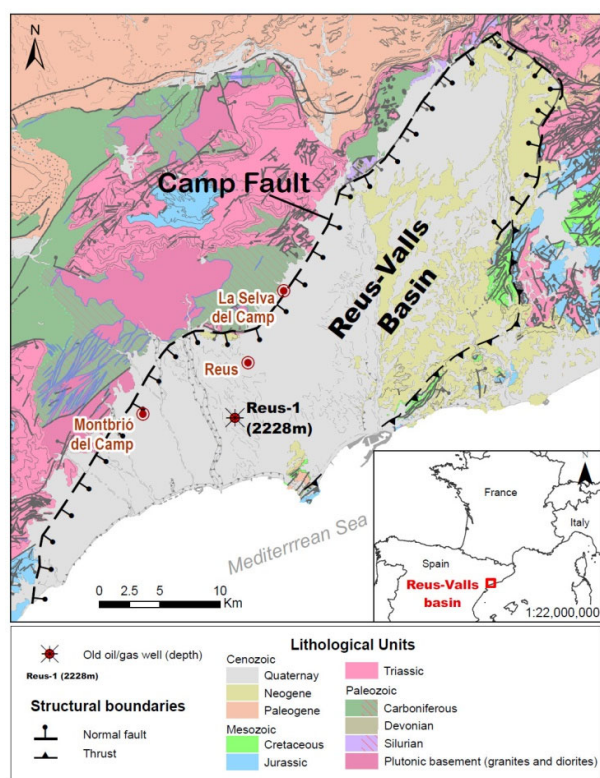 N
Camp Fault
Reus-Valls
Basin
La Selva
del Camp
Reus
Reus-1
(2228m)
Montbrió
del Camp
Mediterrrean Sea
0 2.5 5 10
Km
N
France
Italy
Spain
Reus-Valls
basin
1:22,000,000
Old oil/gas well (depth)
Reus-1 (2228m)
Structural boundaries
Normal fault
Thrust
Lithological Units
Cenozoic
Quaternay
Neogene
Paleogene
Mesozoic
Cretaceous
Jurassic
Triassic
Paleozoic
Carboniferous
Devonian
Silurian
Plutonic basement (granites and diorites)